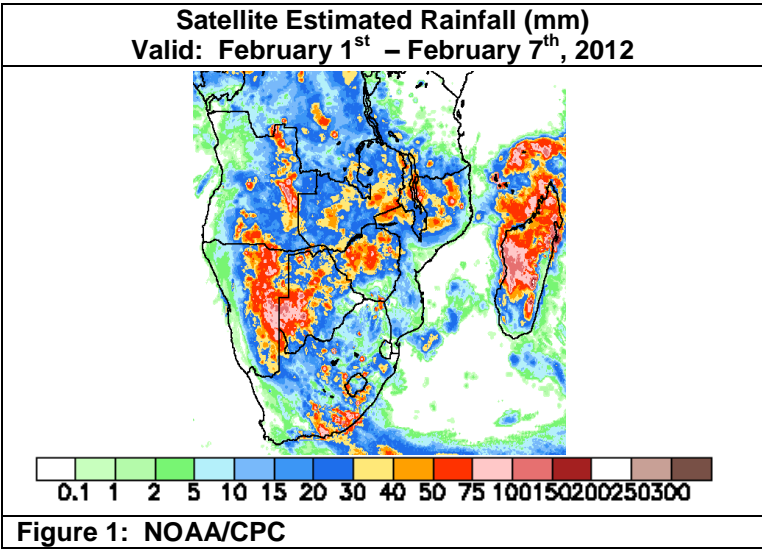 Satellite Estimated Rainfall (mm)
Valid: February 1st – February 7th, 2012
0.1 1 2 5 10 15 20 30 40 50 75 100150200250300
Figure 1: NOAA/CPC